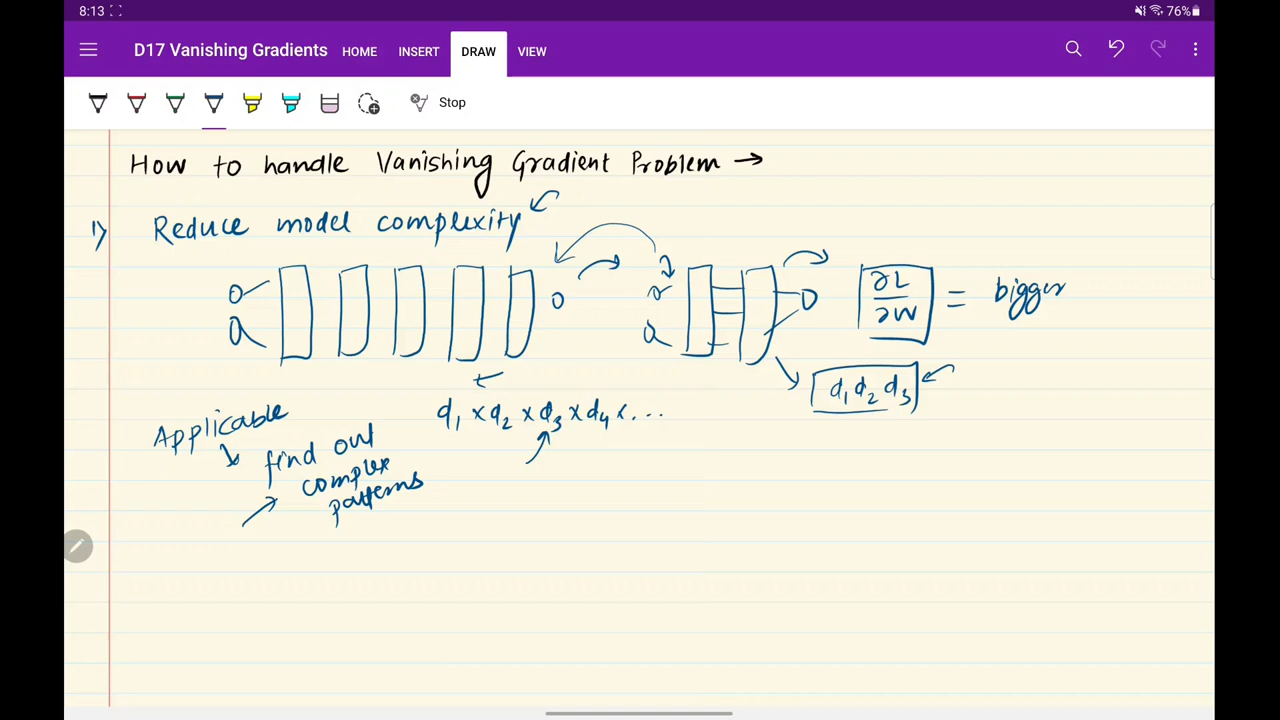 8:13
76%
D17 Vanishing Gradients HOME INSERT DRAW VIEW
Stop
How to handle Vanishing Gradient Problem →
1) Reduce model complexity
∂L/∂W = bigger
d₁ d₂ d₃
d₁ × d₂ × d₃ × d₄ × ...
Applicable
find out
complex
patterns